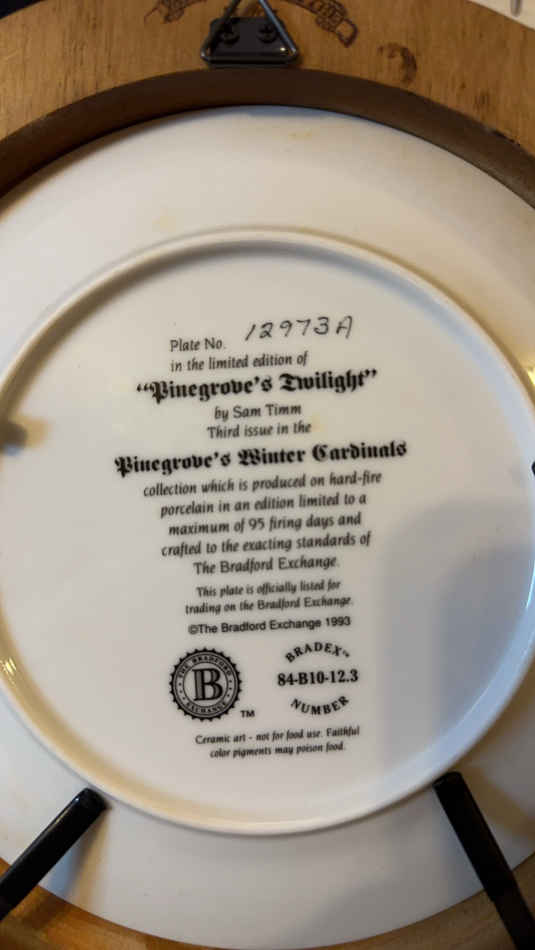 Plate No. 12973A
in the limited edition of
“Pinegrove’s Twilight”
by Sam Timm
Third issue in the
Pinegrove’s Winter Cardinals
collection which is produced on hard-fire
porcelain in an edition limited to a
maximum of 95 firing days and
crafted to the exacting standards of
The Bradford Exchange.
This plate is officially listed for
trading on the Bradford Exchange.
©The Bradford Exchange 1993
THE BRADFORD
B
EXCHANGE
TM
BRADEX™
84-B10-12.3
NUMBER
Ceramic art - not for food use. Faithful
color pigments may poison food.